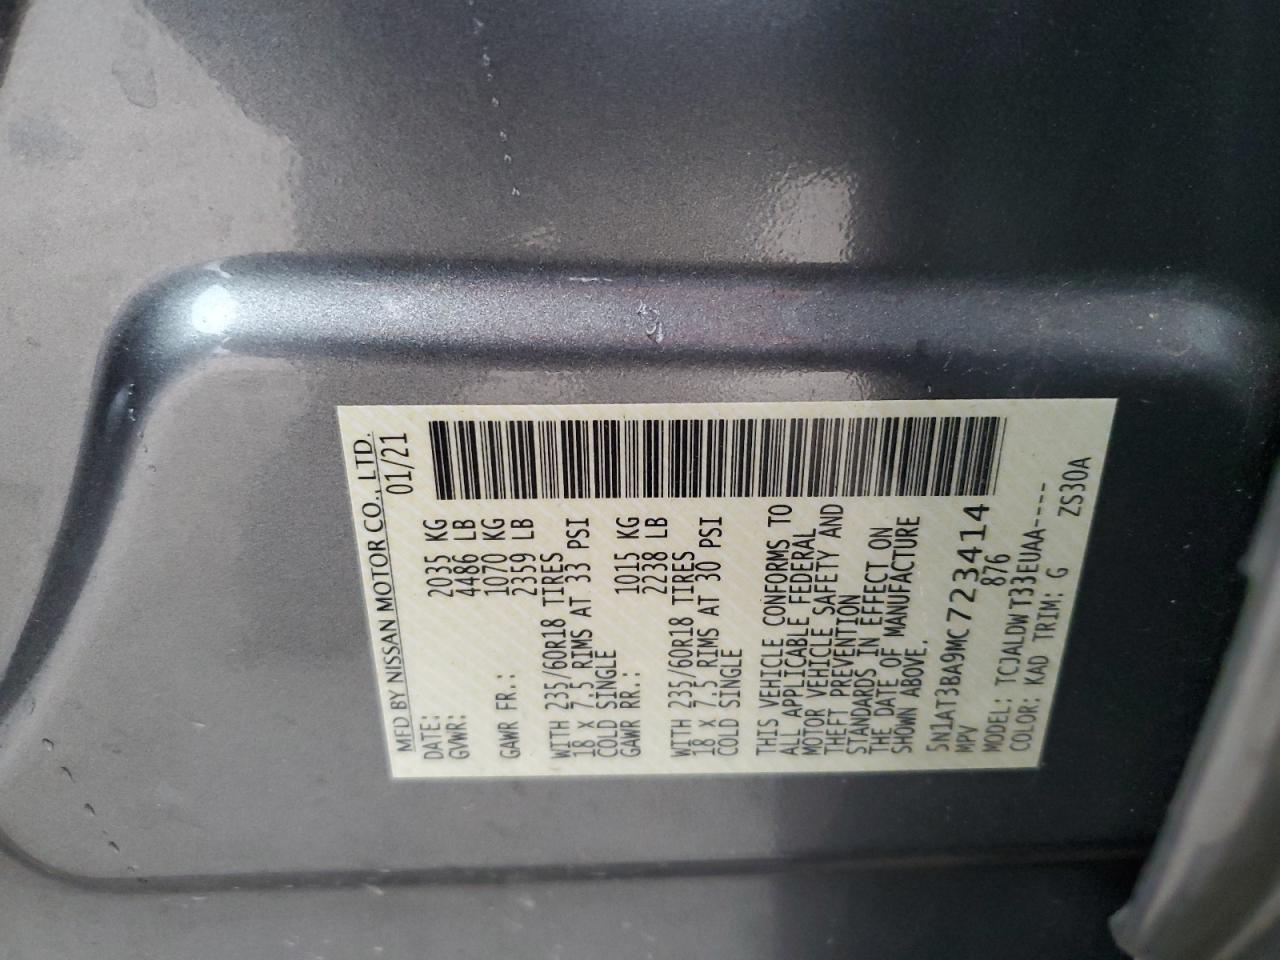 MFD BY NISSAN MOTOR CO., LTD.
DATE: 01/21
GVWR: 2035 KG
4486 LB
GAWR FR.: 1070 KG
2359 LB
WITH 235/60R18 TIRES
18 X 7.5 RIMS AT 33 PSI
COLD SINGLE
GAWR RR.: 1015 KG
2238 LB
WITH 235/60R18 TIRES
18 X 7.5 RIMS AT 30 PSI
COLD SINGLE
THIS VEHICLE CONFORMS TO
ALL APPLICABLE FEDERAL
MOTOR VEHICLE SAFETY AND
THEFT PREVENTION
STANDARDS IN EFFECT ON
THE DATE OF MANUFACTURE
SHOWN ABOVE.
5N1AT3BA9MC723414
MPV 876
MODEL: TCJALDWT33EUAA----
COLOR: KAD TRIM: G ZS30A